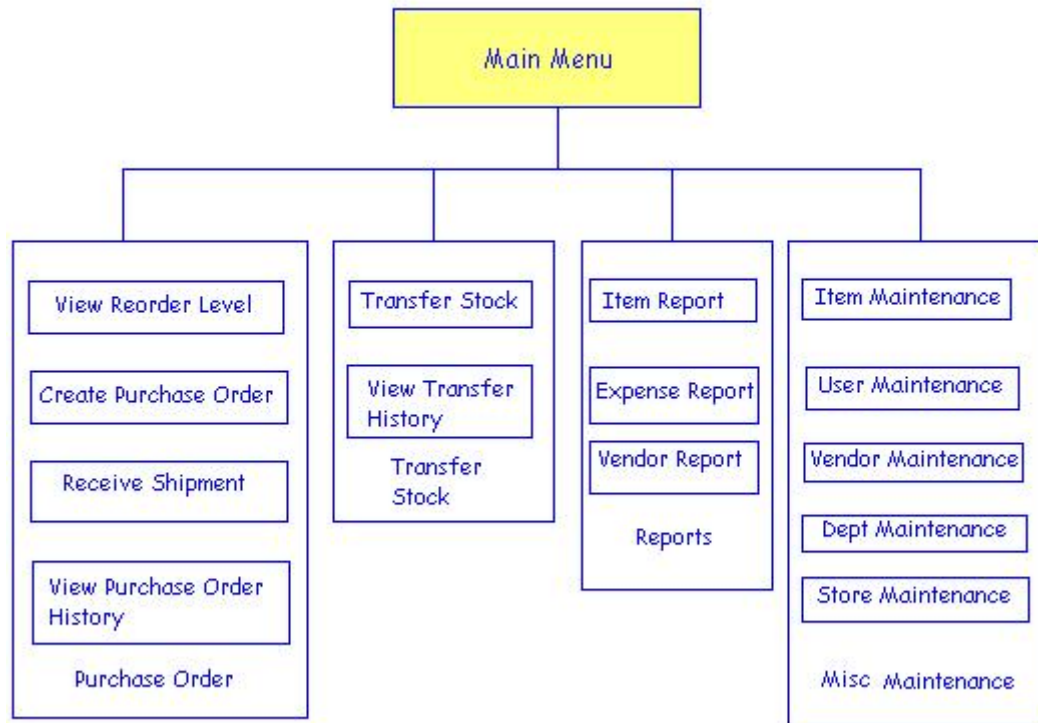 Main Menu
View Reorder Level
Create Purchase Order
Receive Shipment
View Purchase Order
History
Purchase Order
Transfer Stock
View Transfer
History
Transfer
Stock
Item Report
Expense Report
Vendor Report
Reports
Item Maintenance
User Maintenance
Vendor Maintenance
Dept Maintenance
Store Maintenance
Misc Maintenance